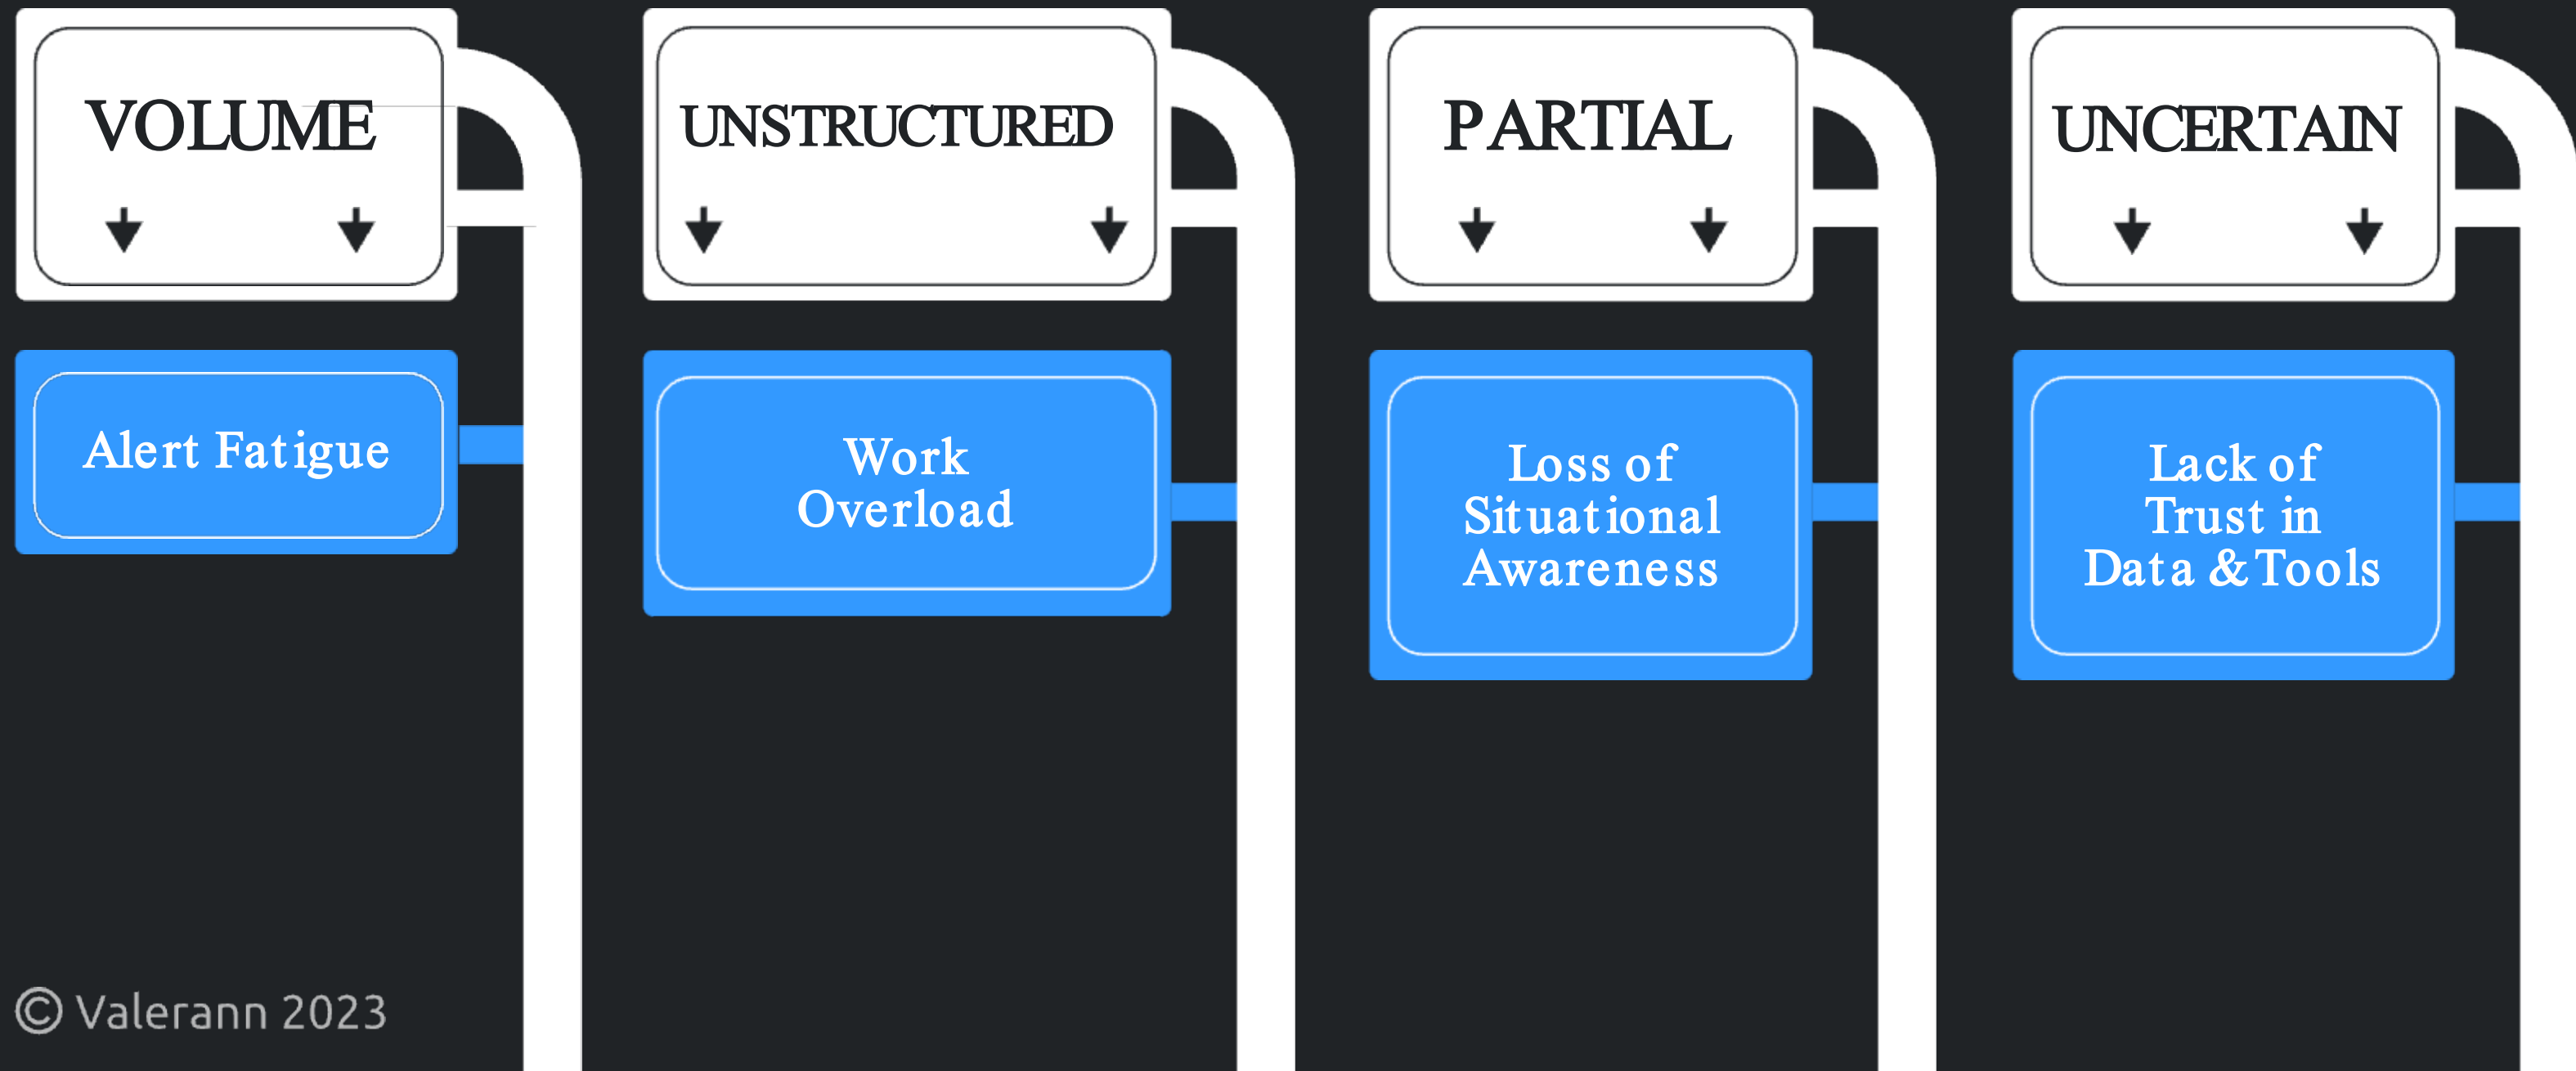 VOLUME
UNSTRUCTURED
PARTIAL
UNCERTAIN
Alert Fatigue
Work
Overload
Loss of
Situational
Awareness
Lack of
Trust in
Data & Tools
© Valerann 2023